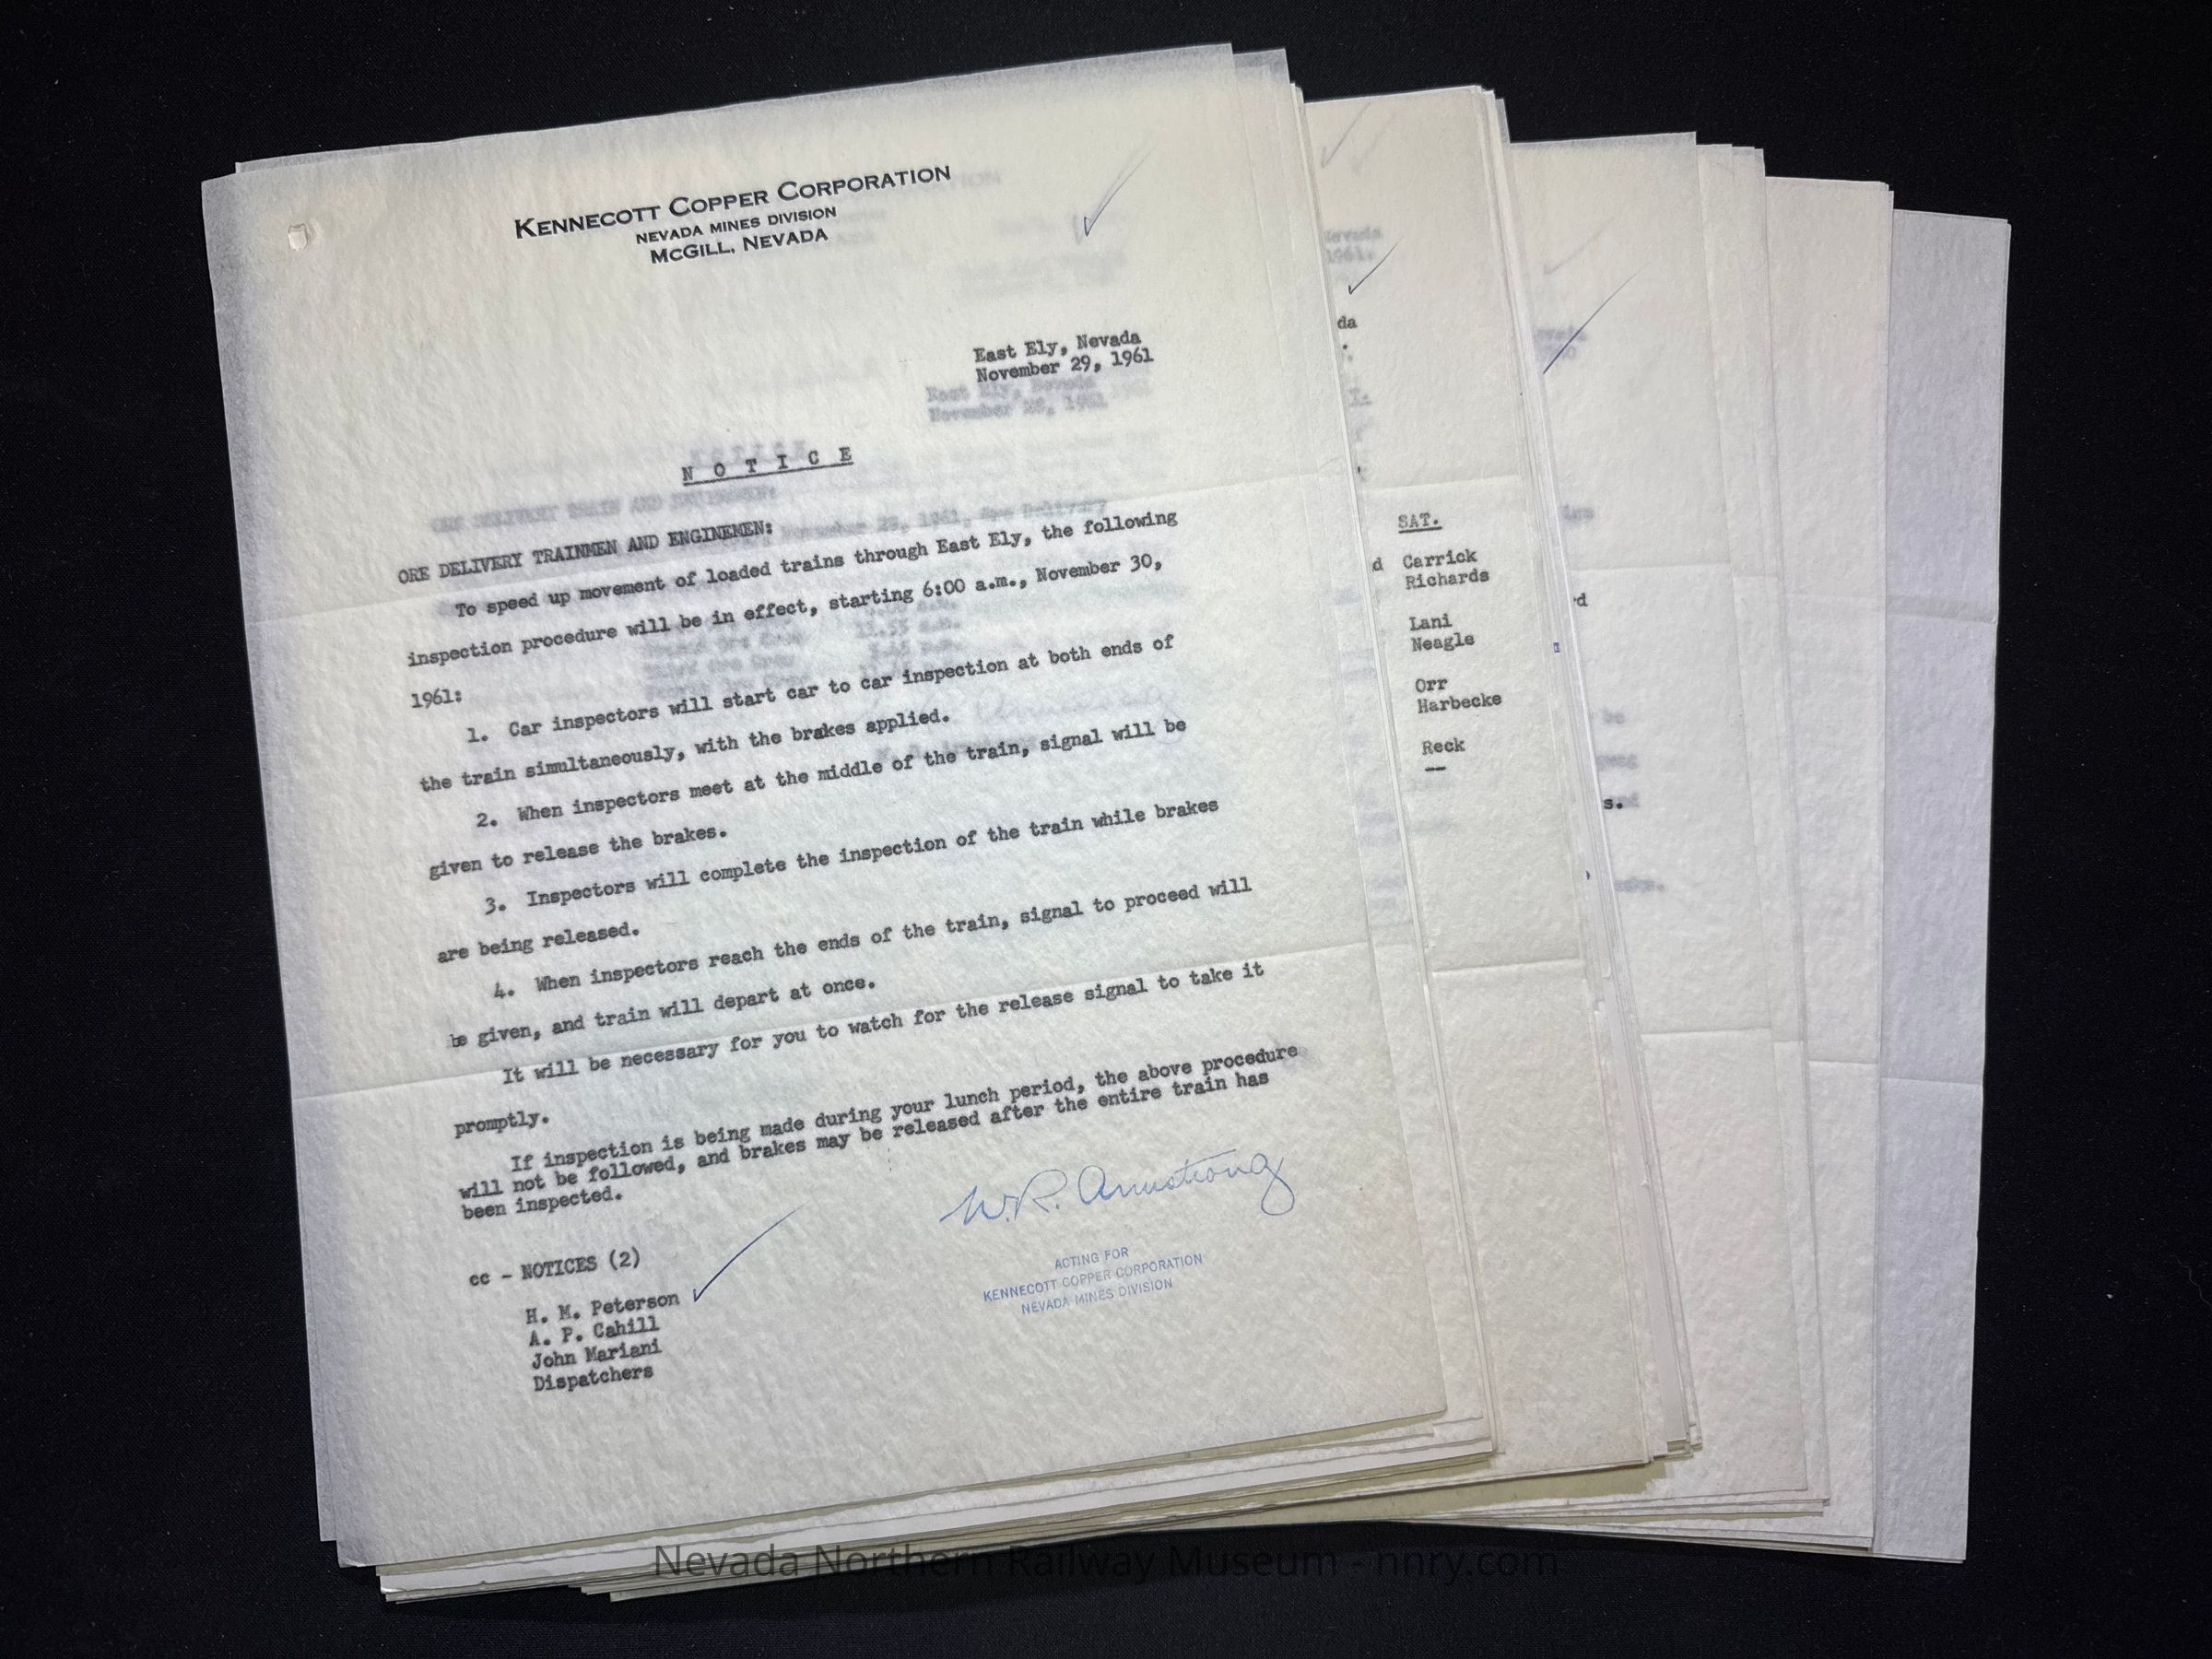 KENNECOTT COPPER CORPORATION
NEVADA MINES DIVISION
MCGILL, NEVADA
East Ely, Nevada
November 29, 1961
East Ely, Nevada
November 28, 1961
N O T I C E
ORE DELIVERY TRAINMEN AND ENGINEMEN:
To speed up movement of loaded trains through East Ely, the following
inspection procedure will be in effect, starting 6:00 a.m., November 30,
1961:
1. Car inspectors will start car to car inspection at both ends of
the train simultaneously, with the brakes applied.
2. When inspectors meet at the middle of the train, signal will be
given to release the brakes.
3. Inspectors will complete the inspection of the train while brakes
are being released.
4. When inspectors reach the ends of the train, signal to proceed will
be given, and train will depart at once.
It will be necessary for you to watch for the release signal to take it
promptly.
If inspection is being made during your lunch period, the above procedure
will not be followed, and brakes may be released after the entire train has
been inspected.
W.R. Armstrong
ACTING FOR
KENNECOTT COPPER CORPORATION
NEVADA MINES DIVISION
cc - NOTICES (2)
H. M. Peterson
A. P. Cahill
John Mariani
Dispatchers
Nevada
1961.
da
SAT.
d Carrick
Richards
Lani
Neagle
Orr
Harbecke
Reck
—
rd
s.
Nevada Northern Railway Museum - nnry.com